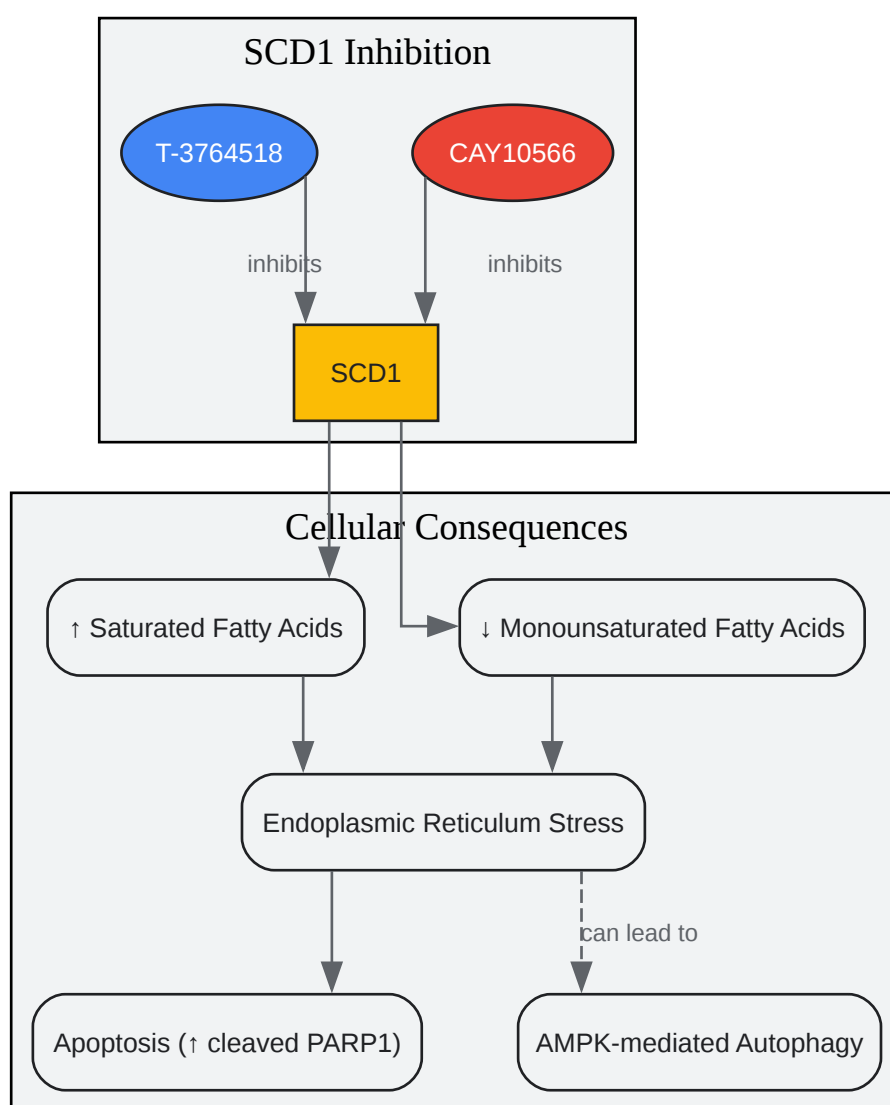 SCD1 Inhibition
T-3764518
CAY10566
inhibits
inhibits
SCD1
Cellular Consequences
↑ Saturated Fatty Acids
↓ Monounsaturated Fatty Acids
Endoplasmic Reticulum Stress
can lead to
Apoptosis (↑ cleaved PARP1)
AMPK-mediated Autophagy